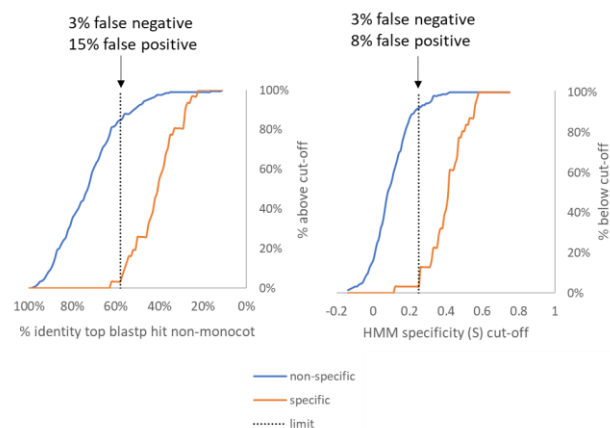 3% false negative
15% false positive
3% false negative
8% false positive
100%
80%
60%
40%
20%
0%
% above cut-off
100% 80% 60% 40% 20% 0%
% identity top blastp hit non-monocot
100%
80%
60%
40%
20%
0%
% below cut-off
-0.2 0 0.2 0.4 0.6 0.8 1
HMM specificity (S) cut-off
non-specific
specific
limit